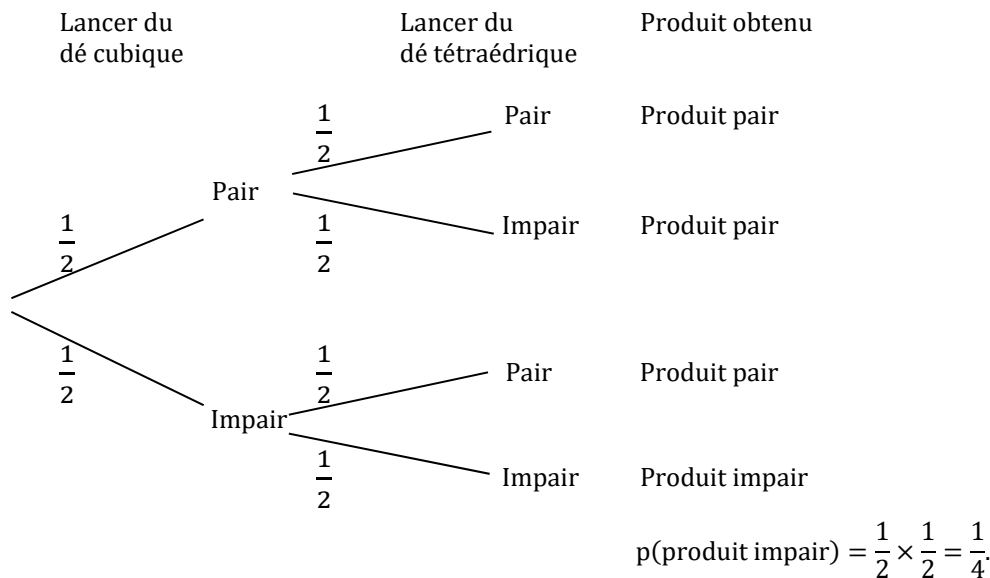 Lancer du Lancer du Produit obtenu
dé cubique dé tétraédrique
1/2 Pair Produit pair
Pair
1/2 1/2 Impair Produit pair
1/2 1/2 Pair Produit pair
Impair
1/2 Impair Produit impair
p(produit impair) = 1/2 × 1/2 = 1/4.